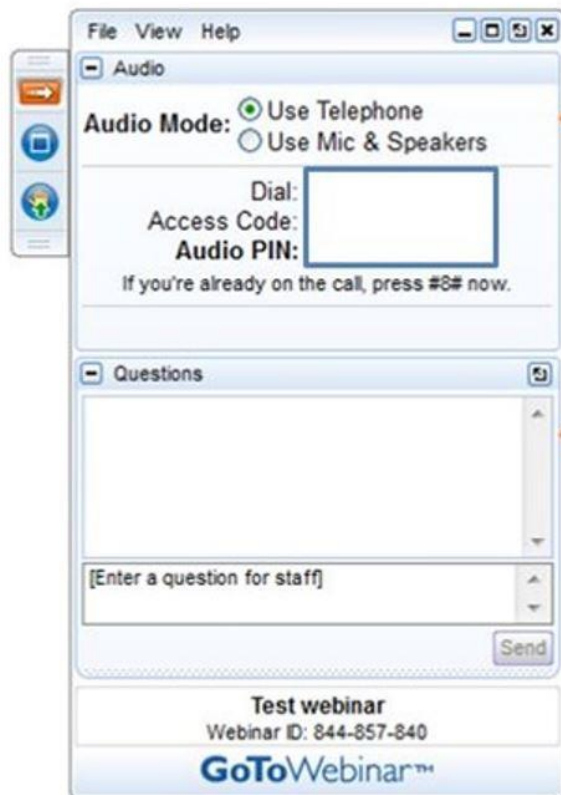 File View Help
Audio
Audio Mode: Use Telephone
Use Mic & Speakers
Dial:
Access Code:
Audio PIN:
If you're already on the call, press #8# now.
Questions
[Enter a question for staff]
Send
Test webinar
Webinar ID: 844-857-840
GoToWebinar™